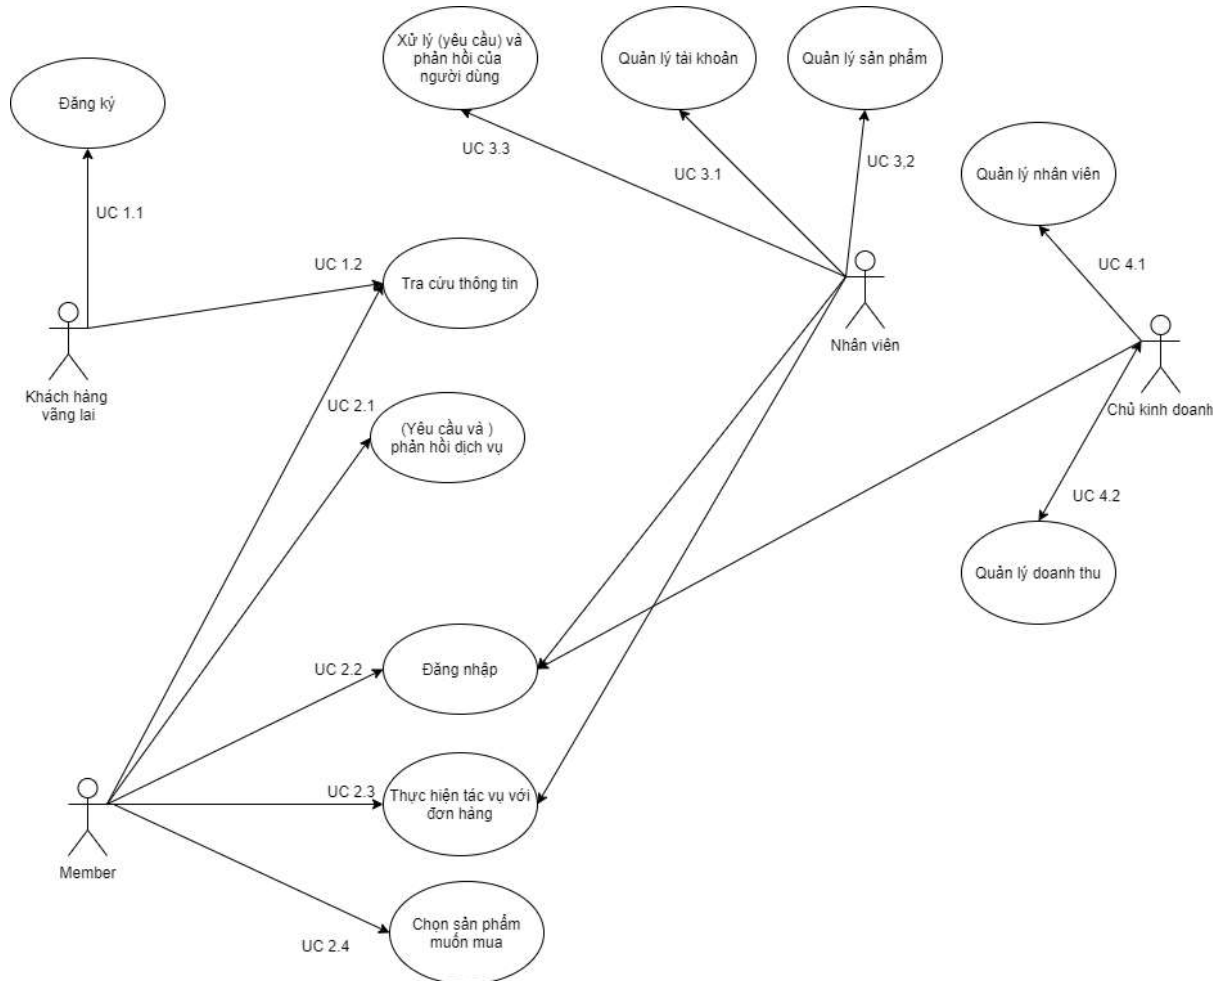 Xử lý (yêu cầu) và
phản hồi của
người dùng
Quản lý tài khoản
Quản lý sản phẩm
Đăng ký
UC 3.3
UC 3.1
UC 3,2
Quản lý nhân viên
UC 1.1
UC 1.2
Tra cứu thông tin
UC 4.1
Nhân viên
Khách hàng
vãng lai
UC 2.1
(Yêu cầu và )
phản hồi dịch vụ
Chủ kinh doanh
UC 4.2
Quản lý doanh thu
UC 2.2
Đăng nhập
UC 2.3
Thực hiện tác vụ với
đơn hàng
Member
UC 2.4
Chọn sản phẩm
muốn mua